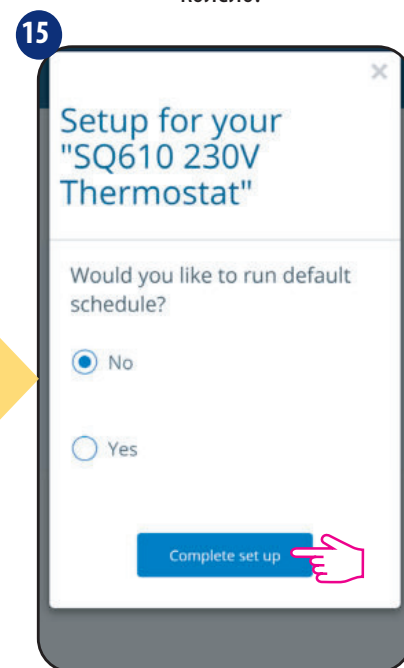 15
×
Setup for your
"SQ610 230V
Thermostat"
Would you like to run default
schedule?
No
Yes
Complete set up